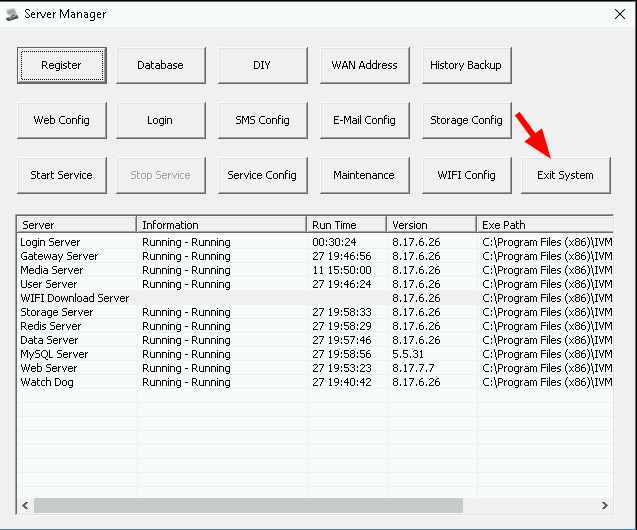 Server Manager
Register Database DIY WAN Address History Backup
Web Config Login SMS Config E-Mail Config Storage Config
Start Service Stop Service Service Config Maintenance WIFI Config Exit System
Server Information Run Time Version Exe Path
Login Server Running - Running 00:30:24 8.17.6.26 C:\Program Files (x86)\IVM
Gateway Server Running - Running 27 19:46:56 8.17.6.26 C:\Program Files (x86)\IVM
Media Server Running - Running 11 15:50:00 8.17.6.26 C:\Program Files (x86)\IVM
User Server Running - Running 27 19:46:24 8.17.6.26 C:\Program Files (x86)\IVM
WIFI Download Server 8.17.6.26 C:\Program Files (x86)\IVM
Storage Server Running - Running 27 19:58:33 8.17.6.26 C:\Program Files (x86)\IVM
Redis Server Running - Running 27 19:58:29 8.17.6.26 C:\Program Files (x86)\IVM
Data Server Running - Running 27 19:57:46 8.17.6.26 C:\Program Files (x86)\IVM
MySQL Server Running - Running 27 19:58:56 5.5.31 C:\Program Files (x86)\IVM
Web Server Running - Running 27 19:53:23 8.17.7.7 C:\Program Files (x86)\IVM
Watch Dog Running - Running 27 19:40:42 8.17.6.26 C:\Program Files (x86)\IVM